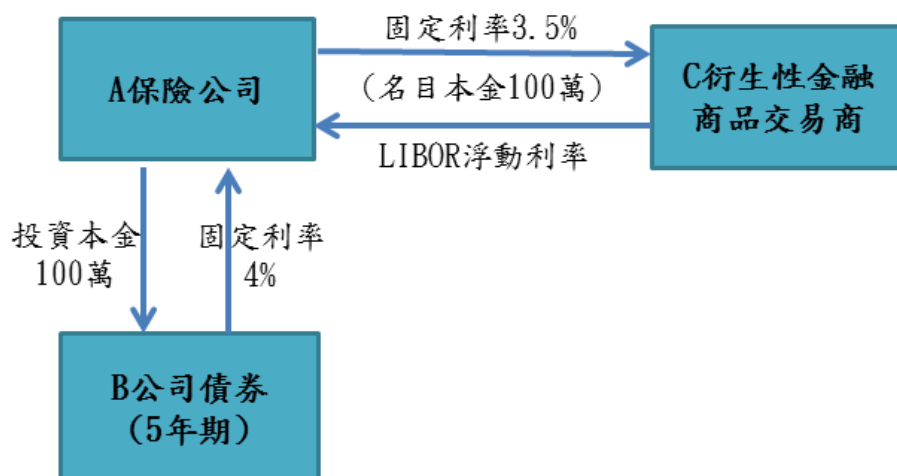 固定利率3.5%
A保險公司
(名目本金100萬)
C衍生性金融
商品交易商
LIBOR浮動利率
投資本金
100萬
固定利率
4%
B公司債券
(5年期)